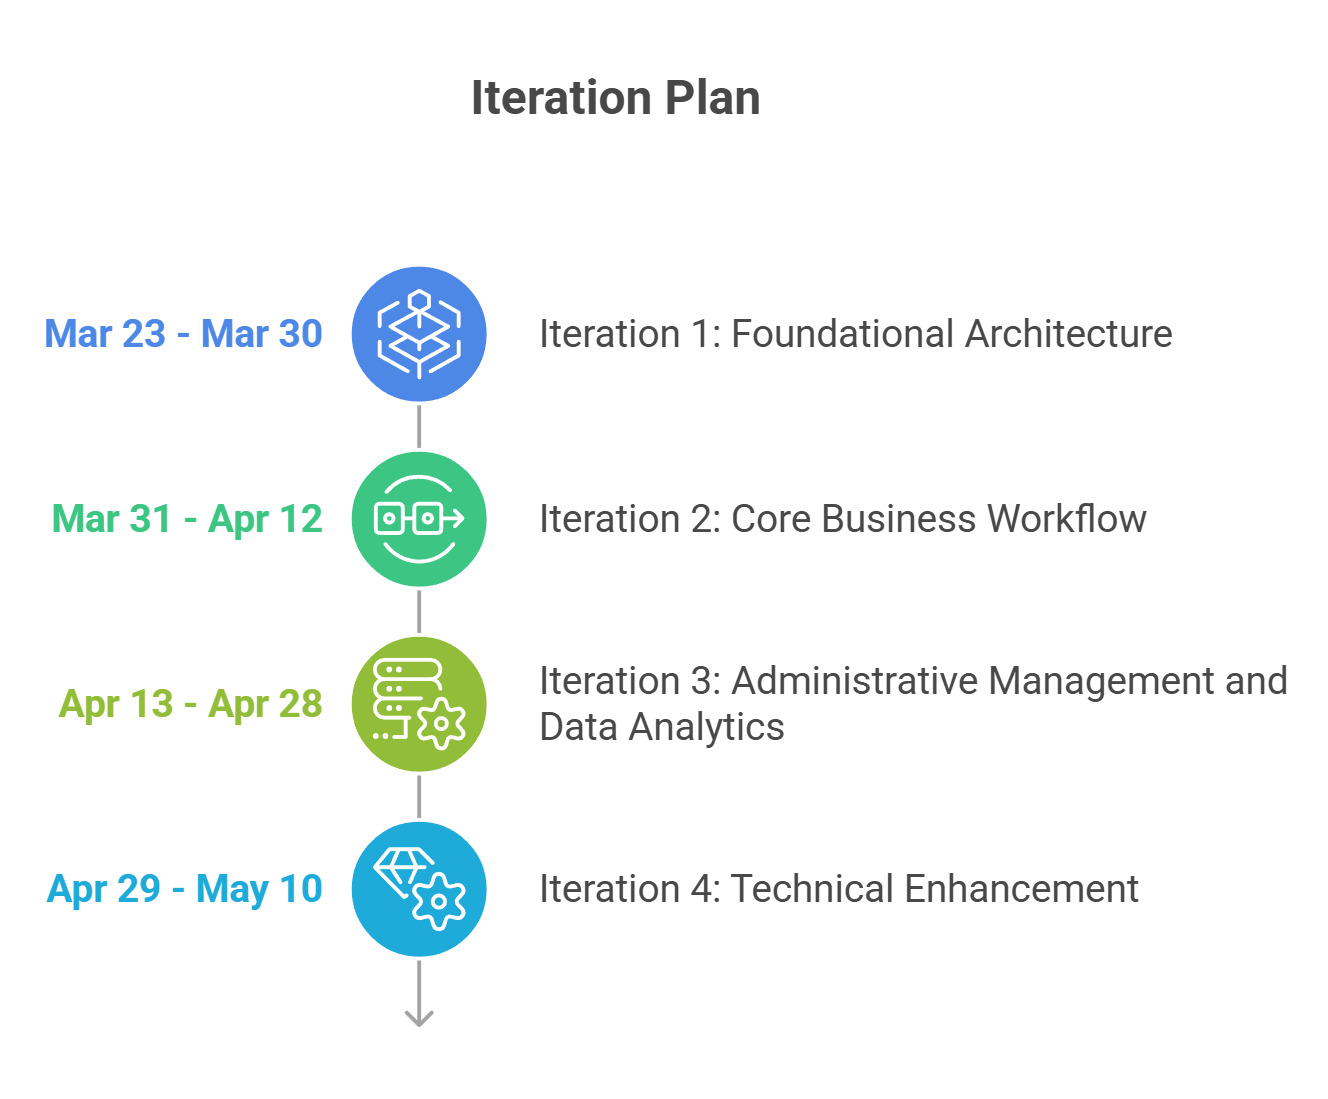 Iteration Plan
Mar 23 - Mar 30
Iteration 1: Foundational Architecture
Mar 31 - Apr 12
Iteration 2: Core Business Workflow
Apr 13 - Apr 28
Iteration 3: Administrative Management and
Data Analytics
Apr 29 - May 10
Iteration 4: Technical Enhancement